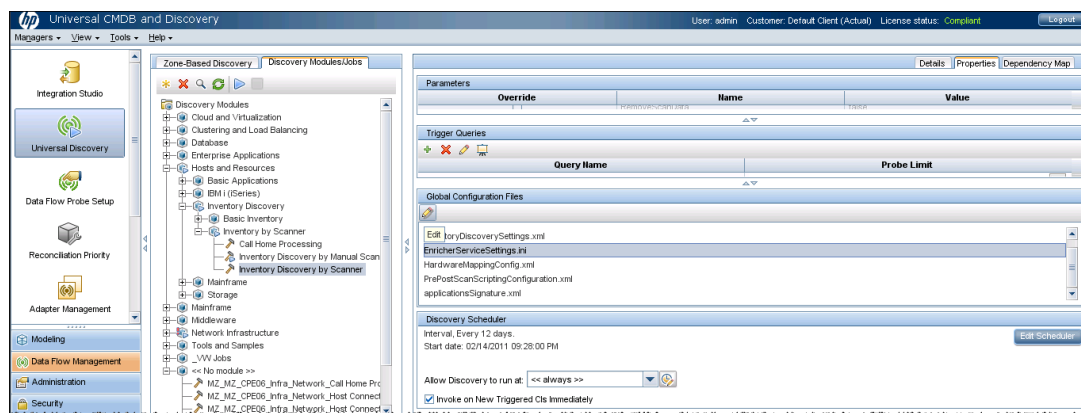 hp Universal CMDB and Discovery
User: admin Customer: Default Client (Actual) License status: Compliant Logout
Managers View Tools Help
Integration Studio
Universal Discovery
Data Flow Probe Setup
Reconciliation Priority
Adapter Management
Modeling
Data Flow Management
Administration
Security
Zone-Based Discovery Discovery Modules/Jobs
Discovery Modules
Cloud and Virtualization
Clustering and Load Balancing
Database
Enterprise Applications
Hosts and Resources
Basic Applications
IBM i (iSeries)
Inventory Discovery
Basic Inventory
Inventory by Scanner
Call Home Processing
Inventory Discovery by Manual Scan
Inventory Discovery by Scanner
Mainframe
Storage
Mainframe
Middleware
Network Infrastructure
Tools and Samples
_VW Jobs
<< No module >>
MZ_MZ_CPE06_Infra_Network_Call Home Pro
MZ_MZ_CPE06_Infra_Network_Host Connect
MZ_MZ_CPE06_Infra_Network_Host Connect
Details Properties Dependency Map
Parameters
Override Name Value
RemoveScanData false
Trigger Queries
Query Name Probe Limit
Global Configuration Files
Edit
toryDiscoverySettings.xml
EnricherServiceSettings.ini
HardwareMappingConfig.xml
PrePostScanScriptingConfiguration.xml
applicationsSignature.xml
Discovery Scheduler
Interval, Every 12 days.
Start date: 02/14/2011 09:28:00 PM
Edit Scheduler
Allow Discovery to run at: << always >>
Invoke on New Triggered CIs Immediately